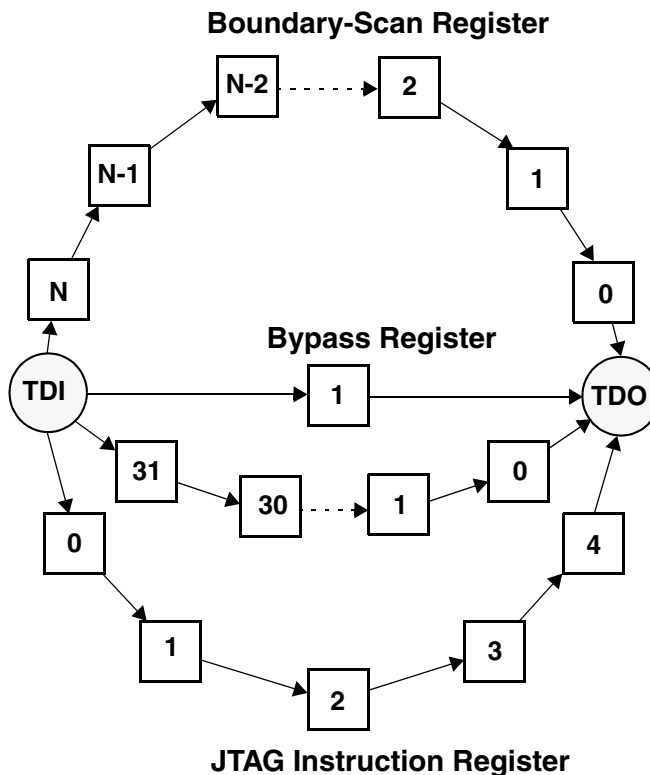 Boundary-Scan Register
N-2
2
N-1
1
N
0
Bypass Register
TDI
1
TDO
31
30
1
0
0
4
1
2
3
JTAG Instruction Register